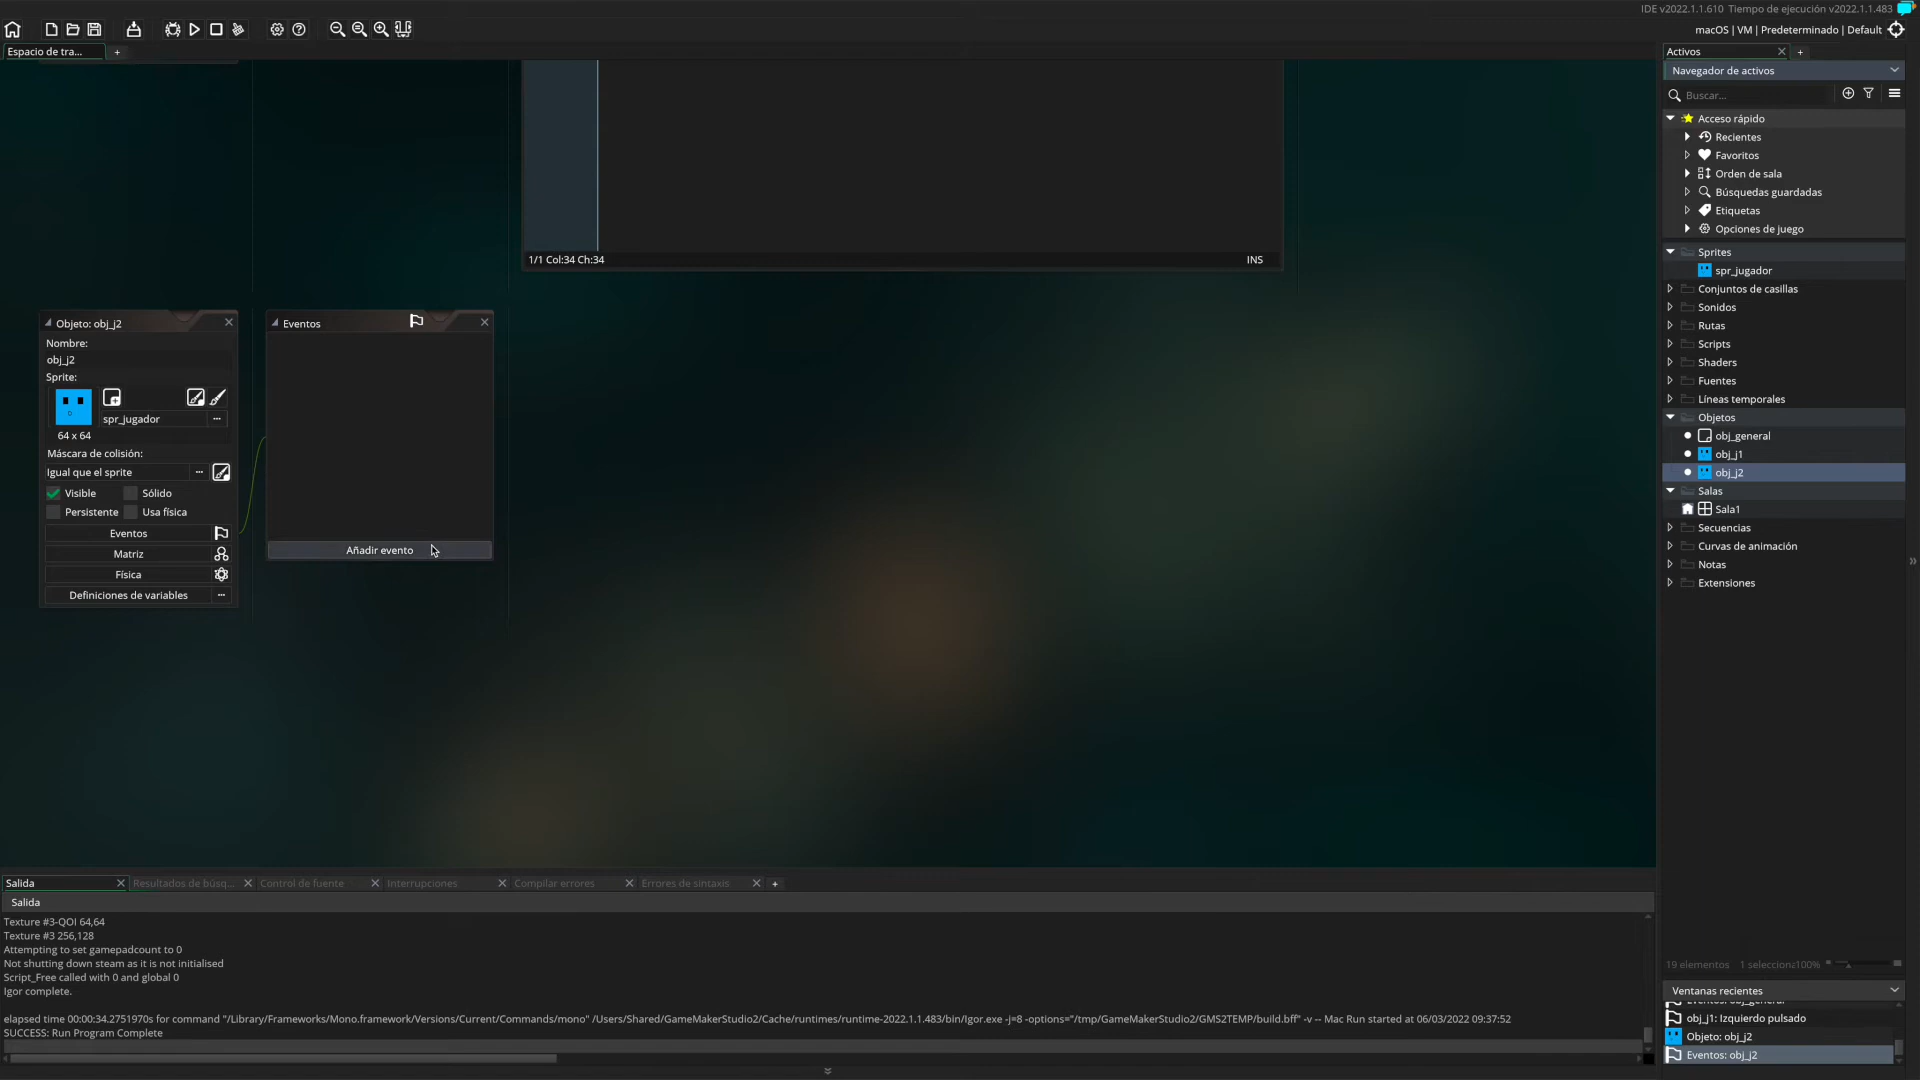 IDE v2022.1.1.610 Tiempo de ejecución v2022.1.1.483
macOS | VM | Predeterminado | Default
Espacio de tra...
Activos
Navegador de activos
Buscar...
Acceso rápido
Recientes
Favoritos
Orden de sala
Búsquedas guardadas
Etiquetas
Opciones de juego
Sprites
spr_jugador
Conjuntos de casillas
Sonidos
Rutas
Scripts
Shaders
Fuentes
Líneas temporales
Objetos
obj_general
obj_j1
obj_j2
Salas
Sala1
Secuencias
Curvas de animación
Notas
Extensiones
1/1 Col:34 Ch:34
INS
Objeto: obj_j2
Nombre:
obj_j2
Sprite:
spr_jugador
64 x 64
Máscara de colisión:
Igual que el sprite
Visible
Sólido
Persistente
Usa física
Eventos
Matriz
Física
Definiciones de variables
Eventos
Añadir evento
Salida
Resultados de búsq...
Control de fuente
Interrupciones
Compilar errores
Errores de sintaxis
Salida
Texture #3-QOI 64,64
Texture #3 256,128
Attempting to set gamepadcount to 0
Not shutting down steam as it is not initialised
Script_Free called with 0 and global 0
Igor complete.
elapsed time 00:00:34.2751970s for command "/Library/Frameworks/Mono.framework/Versions/Current/Commands/mono" /Users/Shared/GameMakerStudio2/Cache/runtimes/runtime-2022.1.1.483/bin/Igor.exe -j=8 -options="/tmp/GameMakerStudio2/GMS2TEMP/build.bff" -v -- Mac Run started at 06/03/2022 09:37:52
SUCCESS: Run Program Complete
19 elementos
1 selecciona100%
Ventanas recientes
Eventos: obj_general
obj_j1: Izquierdo pulsado
Objeto: obj_j2
Eventos: obj_j2